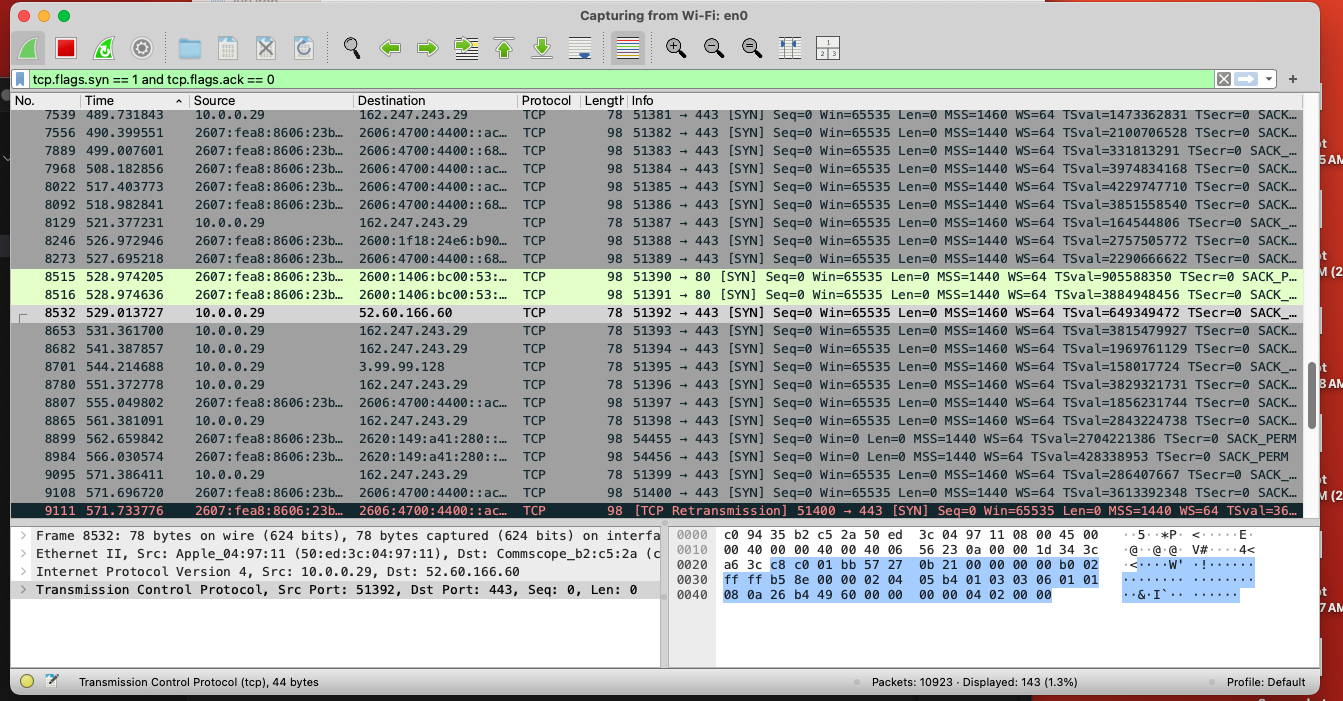 Capturing from Wi-Fi: en0
tcp.flags.syn == 1 and tcp.flags.ack == 0
No. Time Source Destination Protocol Length Info
7539 489.731843 10.0.0.29 162.247.243.29 TCP 78 51381 → 443 [SYN] Seq=0 Win=65535 Len=0 MSS=1460 WS=64 TSval=1473362831 TSecr=0 SACK…
7556 490.399551 2607:fea8:8606:23b… 2606:4700:4400::ac… TCP 98 51382 → 443 [SYN] Seq=0 Win=65535 Len=0 MSS=1440 WS=64 TSval=2100706528 TSecr=0 SACK…
7889 499.007601 2607:fea8:8606:23b… 2606:4700:4400::68… TCP 98 51383 → 443 [SYN] Seq=0 Win=65535 Len=0 MSS=1440 WS=64 TSval=331813291 TSecr=0 SACK_…
7968 508.182856 2607:fea8:8606:23b… 2606:4700:4400::ac… TCP 98 51384 → 443 [SYN] Seq=0 Win=65535 Len=0 MSS=1440 WS=64 TSval=3974834168 TSecr=0 SACK…
8022 517.403773 2607:fea8:8606:23b… 2606:4700:4400::ac… TCP 98 51385 → 443 [SYN] Seq=0 Win=65535 Len=0 MSS=1440 WS=64 TSval=4229747710 TSecr=0 SACK…
8092 518.982841 2607:fea8:8606:23b… 2606:4700:4400::68… TCP 98 51386 → 443 [SYN] Seq=0 Win=65535 Len=0 MSS=1440 WS=64 TSval=3851558540 TSecr=0 SACK…
8129 521.377231 10.0.0.29 162.247.243.29 TCP 78 51387 → 443 [SYN] Seq=0 Win=65535 Len=0 MSS=1460 WS=64 TSval=164544806 TSecr=0 SACK_…
8246 526.972946 2607:fea8:8606:23b… 2600:1f18:24e6:b90… TCP 98 51388 → 443 [SYN] Seq=0 Win=65535 Len=0 MSS=1440 WS=64 TSval=2757505772 TSecr=0 SACK…
8273 527.695218 2607:fea8:8606:23b… 2606:4700:4400::68… TCP 98 51389 → 443 [SYN] Seq=0 Win=65535 Len=0 MSS=1440 WS=64 TSval=2290666622 TSecr=0 SACK…
8515 528.974205 2607:fea8:8606:23b… 2600:1406:bc00:53:… TCP 98 51390 → 80 [SYN] Seq=0 Win=65535 Len=0 MSS=1440 WS=64 TSval=905588350 TSecr=0 SACK_P…
8516 528.974636 2607:fea8:8606:23b… 2600:1406:bc00:53:… TCP 98 51391 → 80 [SYN] Seq=0 Win=65535 Len=0 MSS=1440 WS=64 TSval=3884948456 TSecr=0 SACK_…
8532 529.013727 10.0.0.29 52.60.166.60 TCP 78 51392 → 443 [SYN] Seq=0 Win=65535 Len=0 MSS=1460 WS=64 TSval=649349472 TSecr=0 SACK_…
8653 531.361700 10.0.0.29 162.247.243.29 TCP 78 51393 → 443 [SYN] Seq=0 Win=65535 Len=0 MSS=1460 WS=64 TSval=3815479927 TSecr=0 SACK…
8682 541.387857 10.0.0.29 162.247.243.29 TCP 78 51394 → 443 [SYN] Seq=0 Win=65535 Len=0 MSS=1460 WS=64 TSval=1969761129 TSecr=0 SACK…
8701 544.214688 10.0.0.29 3.99.99.128 TCP 78 51395 → 443 [SYN] Seq=0 Win=65535 Len=0 MSS=1460 WS=64 TSval=158017724 TSecr=0 SACK_…
8780 551.372778 10.0.0.29 162.247.243.29 TCP 78 51396 → 443 [SYN] Seq=0 Win=65535 Len=0 MSS=1460 WS=64 TSval=3829321731 TSecr=0 SACK…
8807 555.049802 2607:fea8:8606:23b… 2606:4700:4400::ac… TCP 98 51397 → 443 [SYN] Seq=0 Win=65535 Len=0 MSS=1440 WS=64 TSval=1856231744 TSecr=0 SACK…
8865 561.381091 10.0.0.29 162.247.243.29 TCP 78 51398 → 443 [SYN] Seq=0 Win=65535 Len=0 MSS=1460 WS=64 TSval=2843224738 TSecr=0 SACK…
8899 562.659842 2607:fea8:8606:23b… 2620:149:a41:280::… TCP 98 54455 → 443 [SYN] Seq=0 Win=0 Len=0 MSS=1440 WS=64 TSval=2704221386 TSecr=0 SACK_PERM
8984 566.030574 2607:fea8:8606:23b… 2620:149:a41:280::… TCP 98 54456 → 443 [SYN] Seq=0 Win=0 Len=0 MSS=1440 WS=64 TSval=428338953 TSecr=0 SACK_PERM
9095 571.386411 10.0.0.29 162.247.243.29 TCP 78 51399 → 443 [SYN] Seq=0 Win=65535 Len=0 MSS=1460 WS=64 TSval=286407667 TSecr=0 SACK_…
9108 571.696720 2607:fea8:8606:23b… 2606:4700:4400::ac… TCP 98 51400 → 443 [SYN] Seq=0 Win=65535 Len=0 MSS=1440 WS=64 TSval=3613392348 TSecr=0 SACK…
9111 571.733776 2607:fea8:8606:23b… 2606:4700:4400::ac… TCP 98 [TCP Retransmission] 51400 → 443 [SYN] Seq=0 Win=65535 Len=0 MSS=1440 WS=64 TSval=36…
Frame 8532: 78 bytes on wire (624 bits), 78 bytes captured (624 bits) on interfa
Ethernet II, Src: Apple_04:97:11 (50:ed:3c:04:97:11), Dst: Commscope_b2:c5:2a (c
Internet Protocol Version 4, Src: 10.0.0.29, Dst: 52.60.166.60
Transmission Control Protocol, Src Port: 51392, Dst Port: 443, Seq: 0, Len: 0
0000 c0 94 35 b2 c5 2a 50 ed 3c 04 97 11 08 00 45 00 ··5··*P· <·····E·
0010 00 40 00 00 40 00 40 06 56 23 0a 00 00 1d 34 3c ·@··@·@· V#····4<
0020 a6 3c c8 c0 01 bb 57 27 0b 21 00 00 00 00 b0 02 ·<····W' ·!······
0030 ff ff b5 8e 00 00 02 04 05 b4 01 03 03 06 01 01 ········ ········
0040 08 0a 26 b4 49 60 00 00 00 00 04 02 00 00 ··&·I`·· ······
Transmission Control Protocol (tcp), 44 bytes
Packets: 10923 · Displayed: 143 (1.3%)
Profile: Default